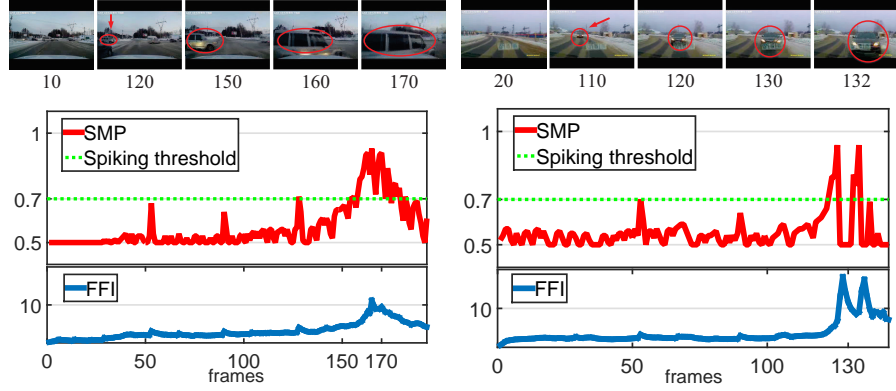 10 120 150 160 170
20 110 120 130 132
1
SMP
Spiking threshold
0.7
0.5
10
FFI
0 50 100 150 170
frames
1
SMP
Spiking threshold
0.7
0.5
10
FFI
0 50 100 130
frames